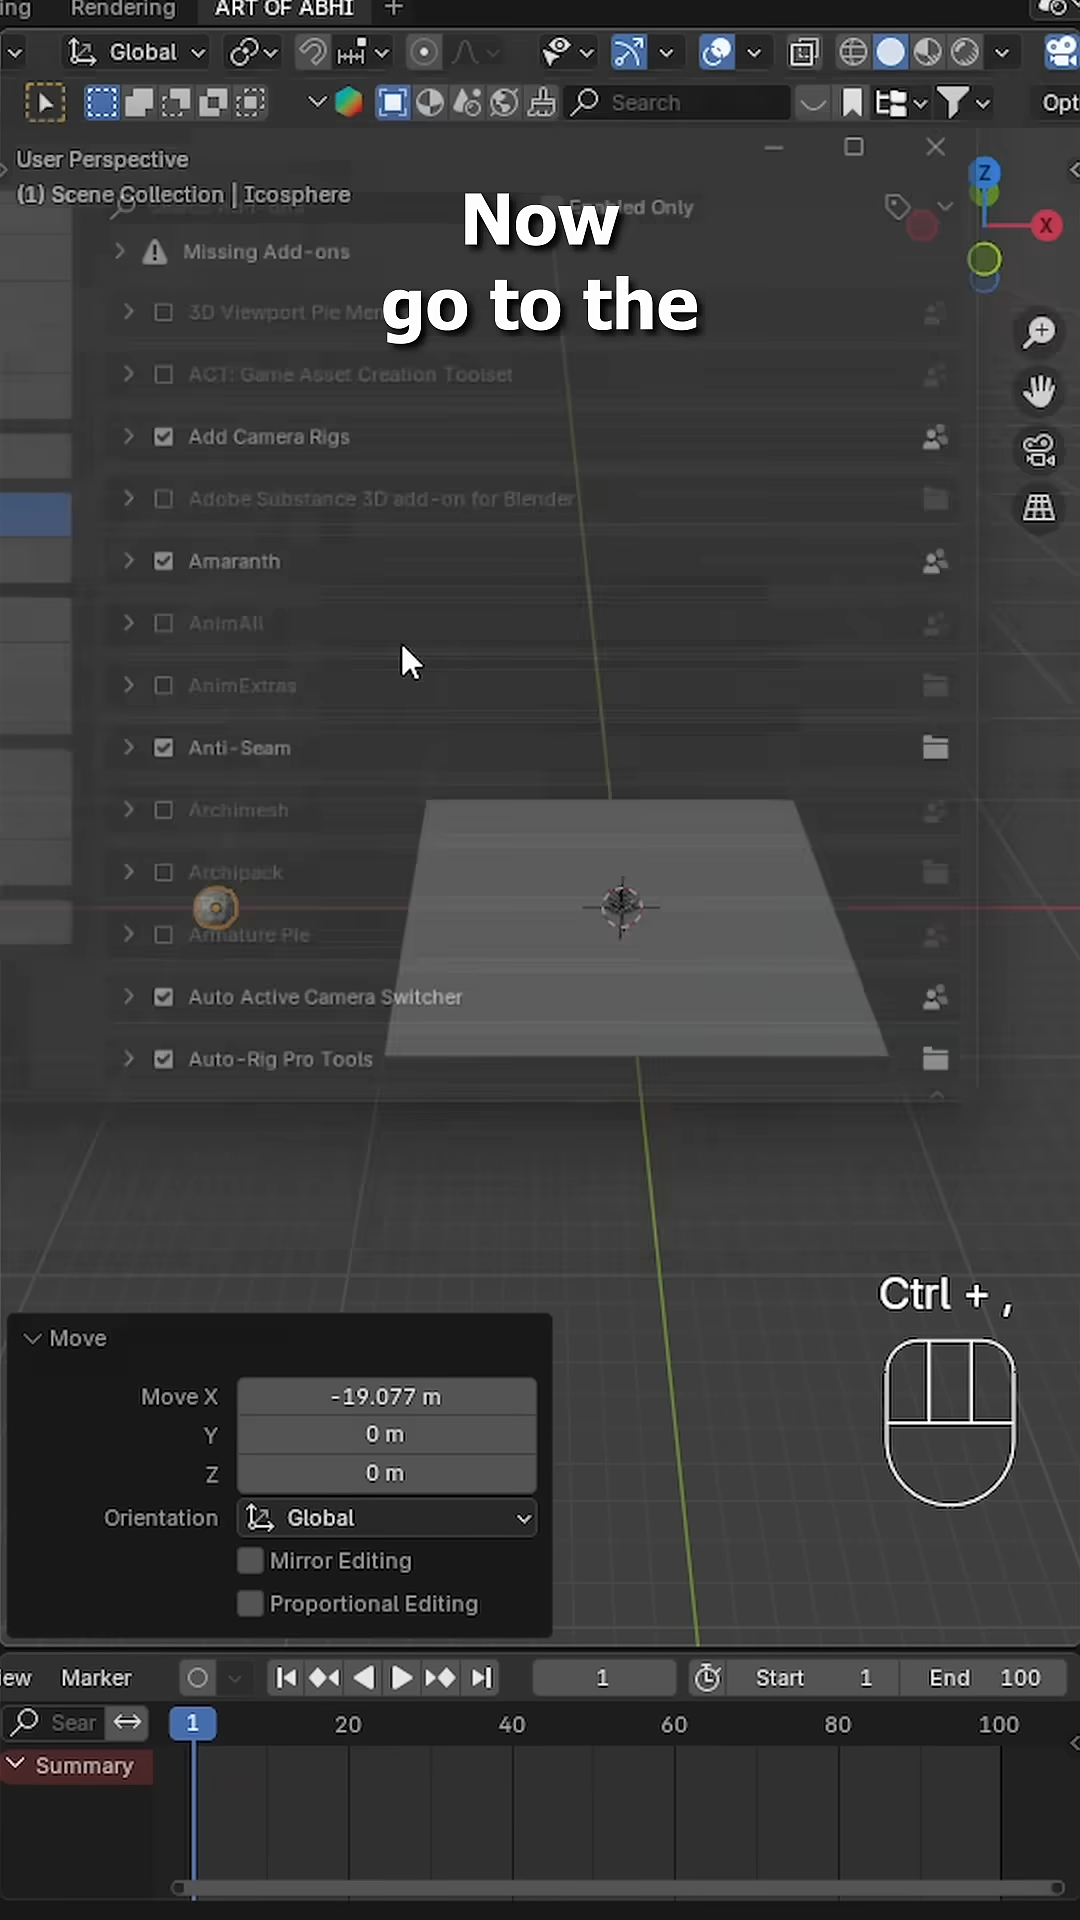 ing Rendering ART OF ABHI +
Global
Search Opt
User Perspective
(1) Scene Collection | Icosphere
Z
X
Enabled Only
Now
go to the
Missing Add-ons
3D Viewport Pie Men
ACT: Game Asset Creation Toolset
Add Camera Rigs
Adobe Substance 3D add-on for Blender
Amaranth
AnimAll
AnimExtras
Anti-Seam
Archimesh
Archipack
Armature Pie
Auto Active Camera Switcher
Auto-Rig Pro Tools
Ctrl + ,
Move
Move X -19.077 m
Y 0 m
Z 0 m
Orientation Global
Mirror Editing
Proportional Editing
iew Marker 1 Start 1 End 100
Sear 1 20 40 60 80 100
Summary